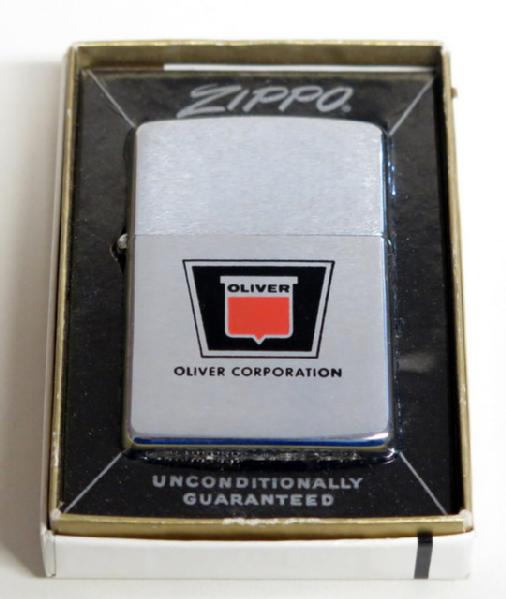 ZIPPO
OLIVER
OLIVER CORPORATION
UNCONDITIONALLY
GUARANTEED